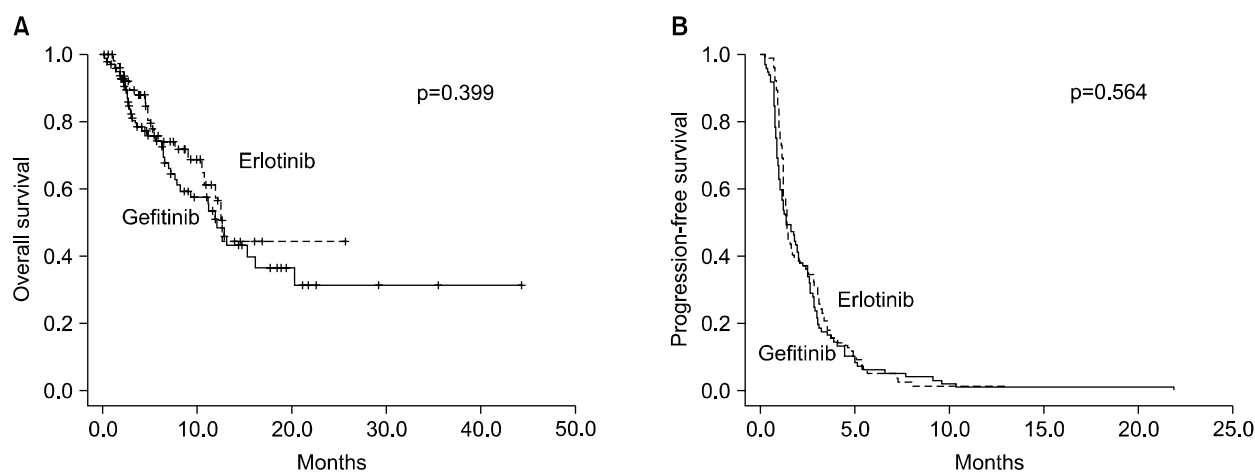 A
Overall survival
1.0
0.8
0.6
0.4
0.2
0.0
p=0.399
Erlotinib
Gefitinib
0.0 10.0 20.0 30.0 40.0 50.0
Months
B
Progression-free survival
1.0
0.8
0.6
0.4
0.2
0.0
p=0.564
Erlotinib
Gefitinib
0.0 5.0 10.0 15.0 20.0 25.0
Months